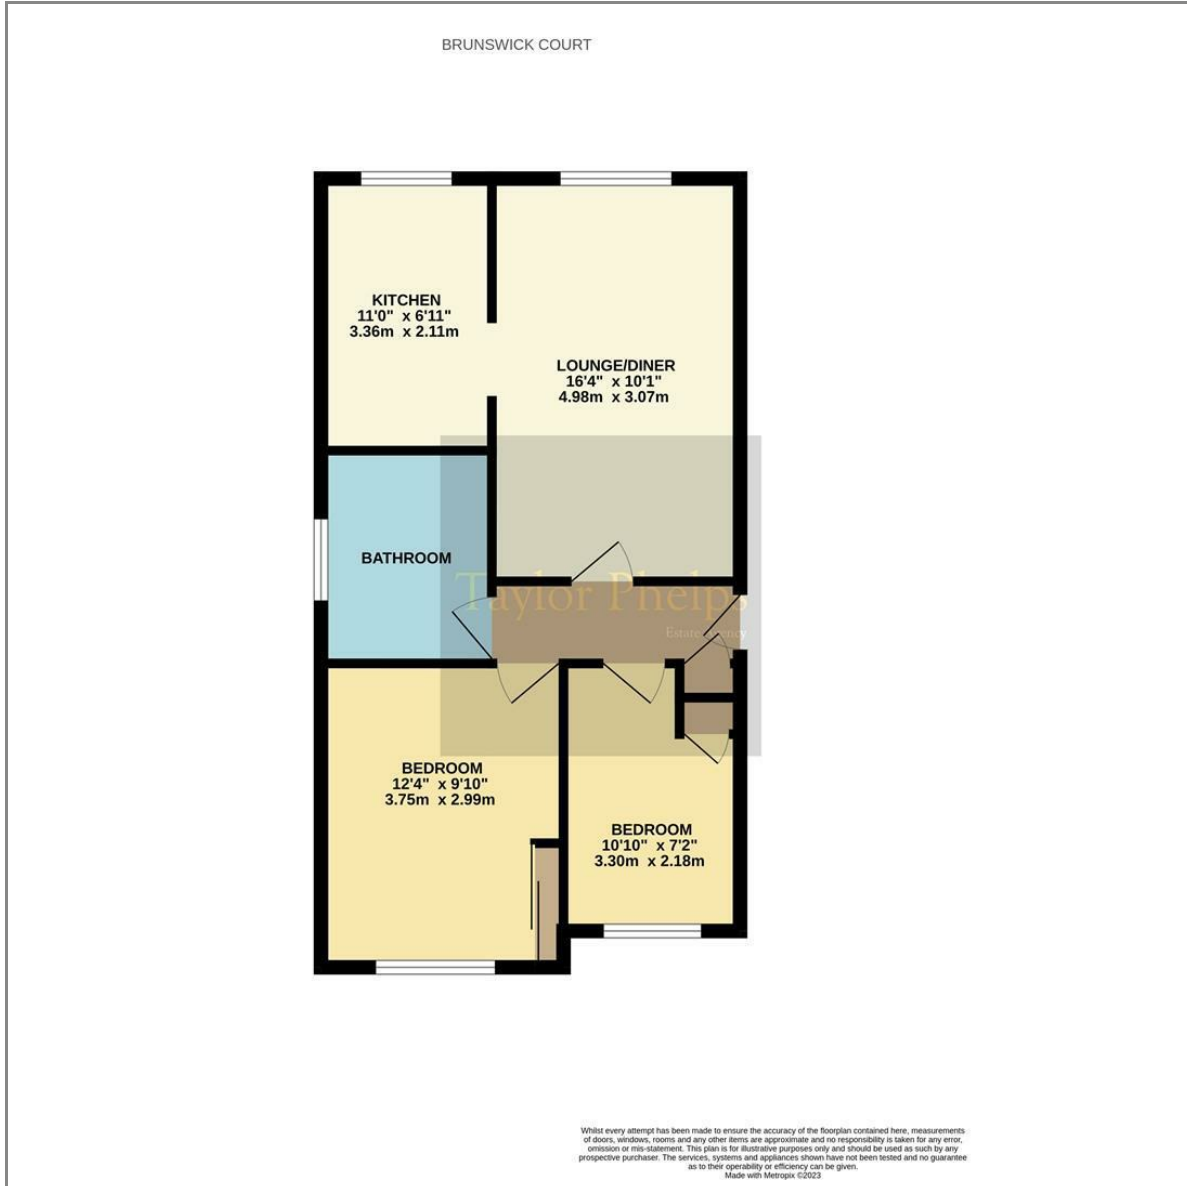 BRUNSWICK COURT
KITCHEN
11'0" x 6'11"
3.36m x 2.11m
LOUNGE/DINER
16'4" x 10'1"
4.98m x 3.07m
BATHROOM
Taylor Phelps
Estate Agency
BEDROOM
12'4" x 9'10"
3.75m x 2.99m
BEDROOM
10'10" x 7'2"
3.30m x 2.18m
Whilst every attempt has been made to ensure the accuracy of the floorplan contained here, measurements
of doors, windows, rooms and any other items are approximate and no responsibility is taken for any error,
omission or mis-statement. This plan is for illustrative purposes only and should be used as such by any
prospective purchaser. The services, systems and appliances shown have not been tested and no guarantee
as to their operability or efficiency can be given.
Made with Metropix ©2023